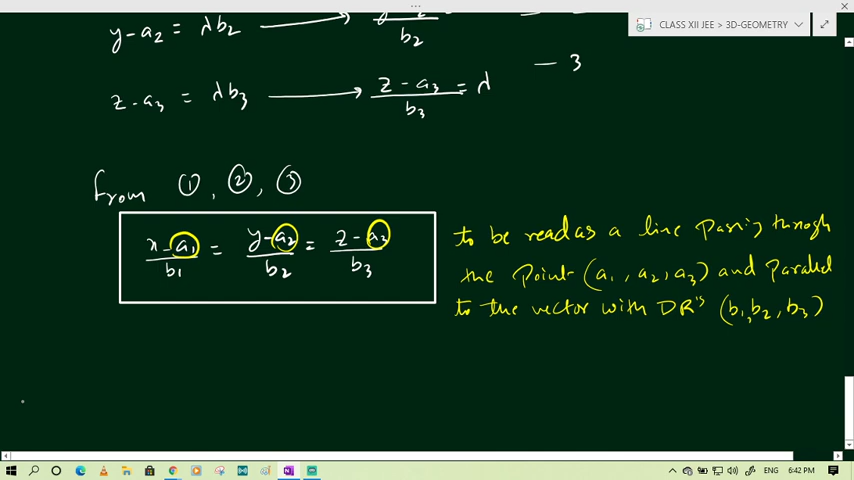 CLASS XII JEE > 3D-GEOMETRY
y-a2 = λb2
b2
z-a3 = λb3 ⟶ z-a3/b3 = λ — 3
From ①, ②, ③
x-a1/b1 = y-a2/b2 = z-a3/b3
to be read as a line Passing through
the Point (a1, a2, a3) and Parallel
to the vector with DR's (b1, b2, b3)
ENG 6:42 PM